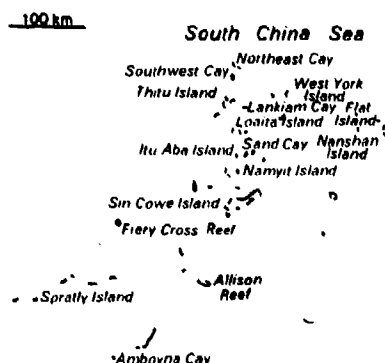 100 km
South China Sea
Northeast Cay
Southwest Cay
West York
Island
Thitu Island
Lankiam Cay
Flat
Island
Loaita Island
Itu Aba Island
Sand Cay
Nanshan
Island
Namyit Island
Sin Cowe Island
Fiery Cross Reef
Allison
Reef
Spratly Island
Amboyna Cay